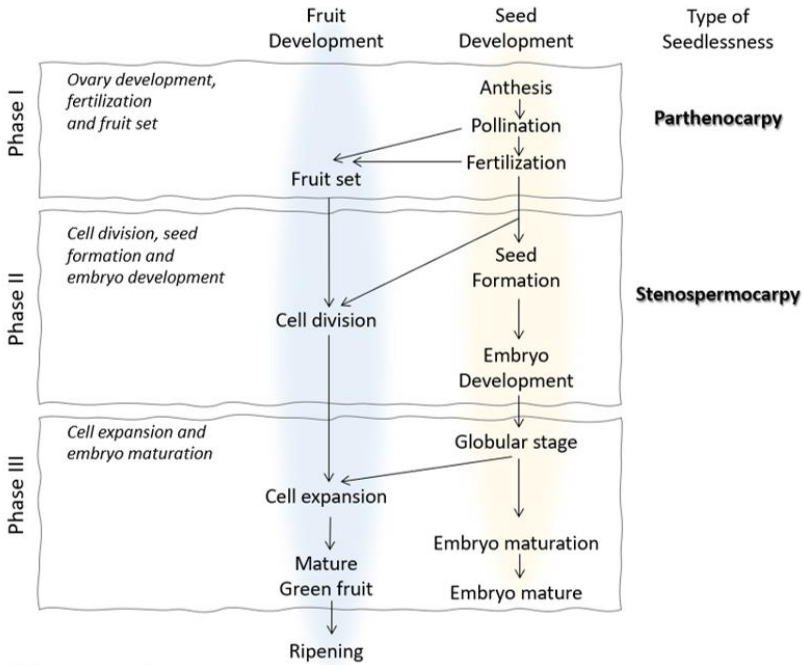 Fruit
Development
Seed
Development
Type of
Seedlessness
Phase I
Ovary development,
fertilization
and fruit set
Anthesis
Pollination
Fertilization
Fruit set
Parthenocarpy
Phase II
Cell division, seed
formation and
embryo development
Seed
Formation
Cell division
Embryo
Development
Stenospermocarpy
Phase III
Cell expansion and
embryo maturation
Globular stage
Cell expansion
Embryo maturation
Mature
Green fruit
Embryo mature
Ripening